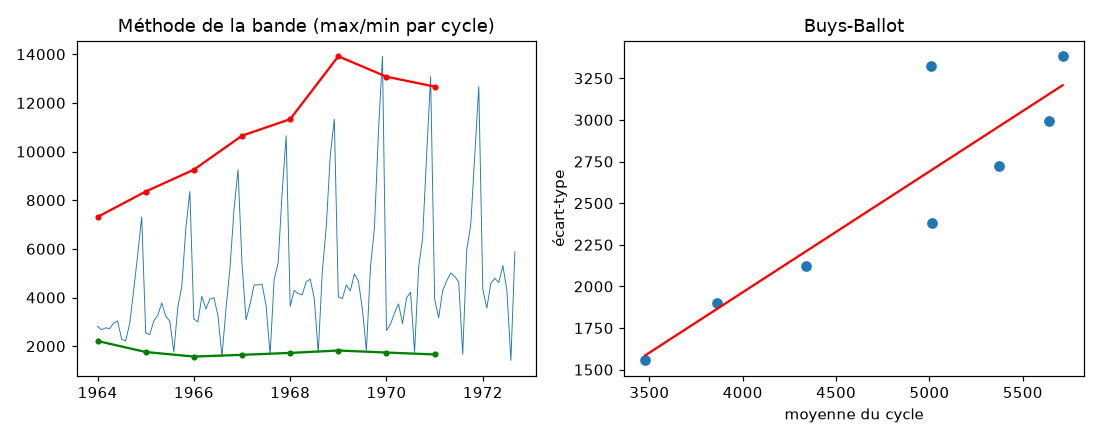 Méthode de la bande (max/min par cycle)
14000
12000
10000
8000
6000
4000
2000
1964 1966 1968 1970 1972
Buys-Ballot
écart-type
3250
3000
2750
2500
2250
2000
1750
1500
3500 4000 4500 5000 5500
moyenne du cycle